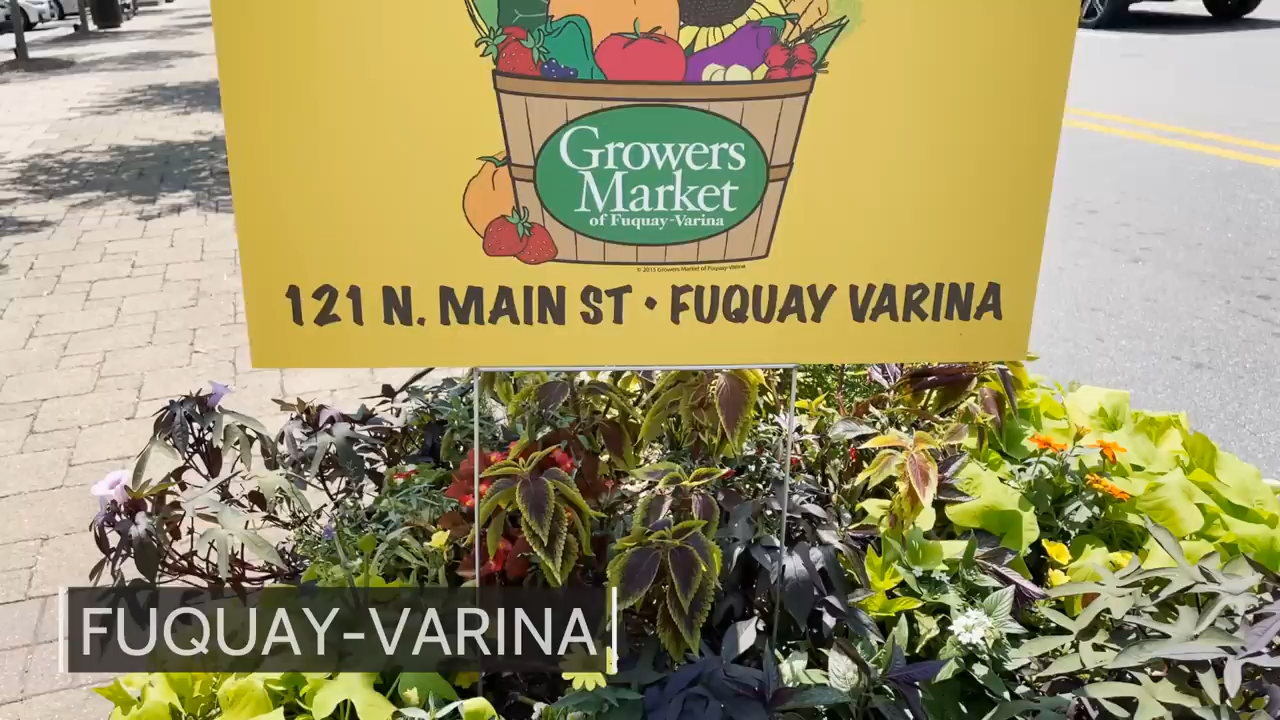 Growers
Market
of Fuquay-Varina
© 2015 Growers Market of Fuquay-Varina
121 N. MAIN ST • FUQUAY VARINA
FUQUAY-VARINA